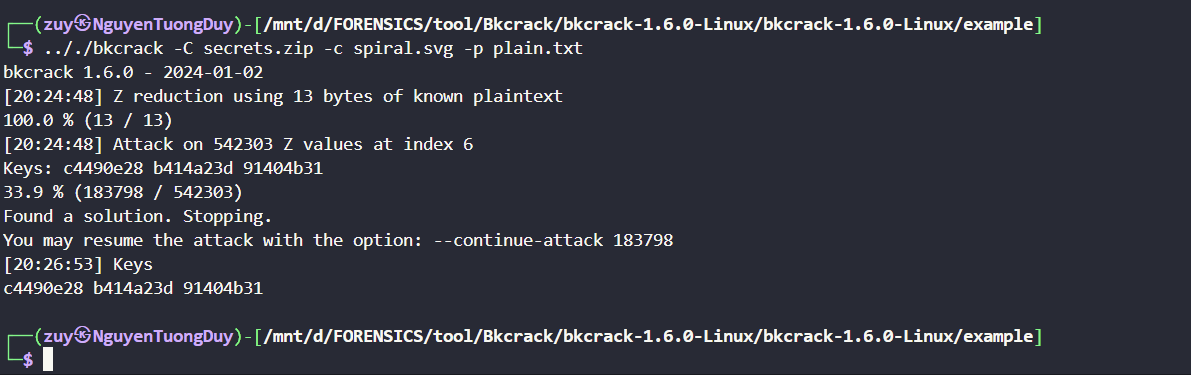 ┌──(zuy㉿NguyenTuongDuy)-[/mnt/d/FORENSICS/tool/Bkcrack/bkcrack-1.6.0-Linux/bkcrack-1.6.0-Linux/example]
└─$ .././bkcrack -C secrets.zip -c spiral.svg -p plain.txt
bkcrack 1.6.0 - 2024-01-02
[20:24:48] Z reduction using 13 bytes of known plaintext
100.0 % (13 / 13)
[20:24:48] Attack on 542303 Z values at index 6
Keys: c4490e28 b414a23d 91404b31
33.9 % (183798 / 542303)
Found a solution. Stopping.
You may resume the attack with the option: --continue-attack 183798
[20:26:53] Keys
c4490e28 b414a23d 91404b31
┌──(zuy㉿NguyenTuongDuy)-[/mnt/d/FORENSICS/tool/Bkcrack/bkcrack-1.6.0-Linux/bkcrack-1.6.0-Linux/example]
└─$